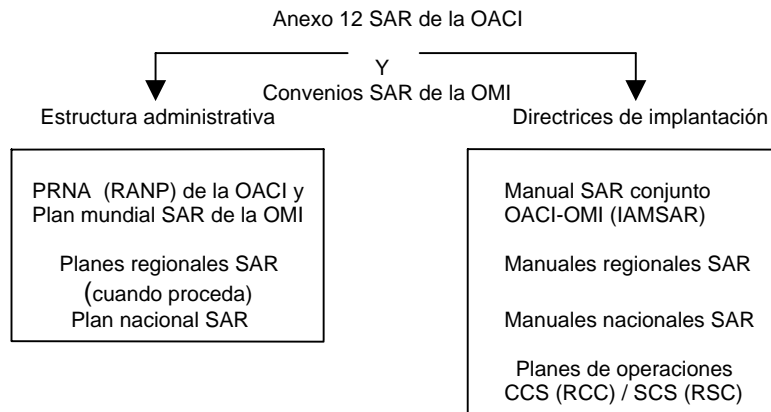 Anexo 12 SAR de la OACI
Y
Convenios SAR de la OMI
Estructura administrativa
PRNA (RANP) de la OACI y
Plan mundial SAR de la OMI
Planes regionales SAR
(cuando proceda)
Plan nacional SAR
Directrices de implantación
Manual SAR conjunto
OACI-OMI (IAMSAR)
Manuales regionales SAR
Manuales nacionales SAR
Planes de operaciones
CCS (RCC) / SCS (RSC)